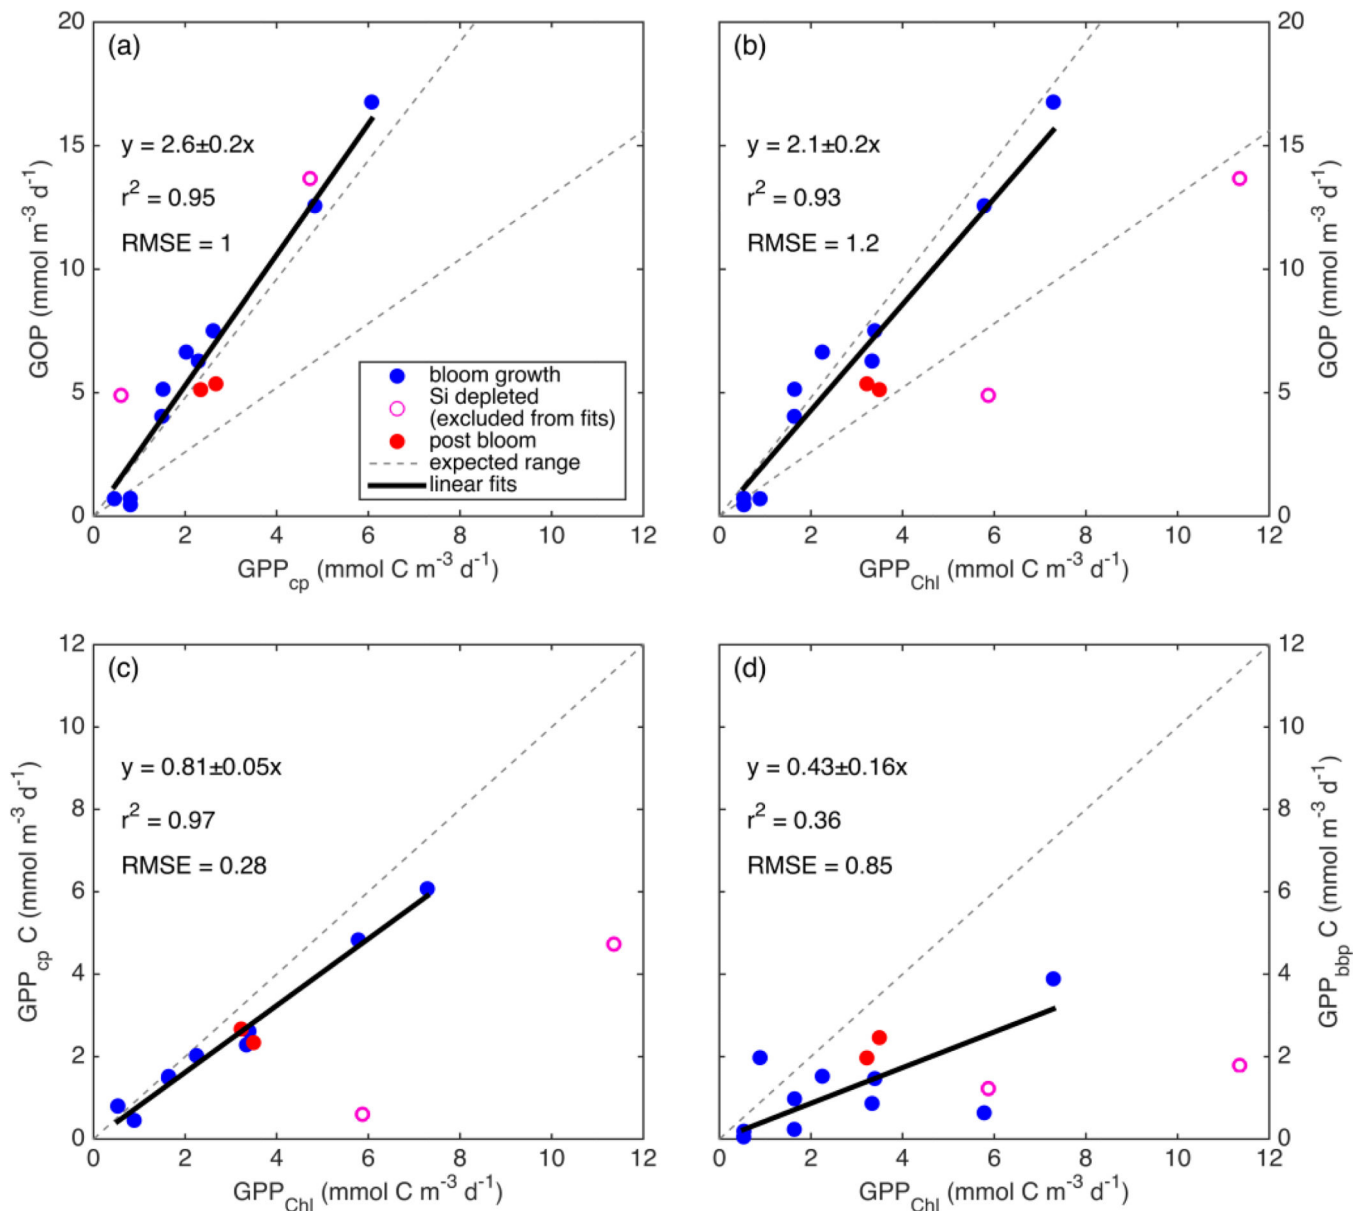 (a)
y = 2.6±0.2x
r² = 0.95
RMSE = 1
bloom growth
Si depleted
(excluded from fits)
post bloom
expected range
linear fits
0
5
10
15
20
GOP (mmol m⁻³ d⁻¹)
0 2 4 6 8 10 12
GPP_cp (mmol C m⁻³ d⁻¹)
(b)
y = 2.1±0.2x
r² = 0.93
RMSE = 1.2
20
15
10
5
0
GOP (mmol m⁻³ d⁻¹)
0 2 4 6 8 10 12
GPP_Chl (mmol C m⁻³ d⁻¹)
(c)
y = 0.81±0.05x
r² = 0.97
RMSE = 0.28
12
10
8
6
4
2
0
GPP_cp C (mmol m⁻³ d⁻¹)
0 2 4 6 8 10 12
GPP_Chl (mmol C m⁻³ d⁻¹)
(d)
y = 0.43±0.16x
r² = 0.36
RMSE = 0.85
12
10
8
6
4
2
0
GPP_bbp C (mmol m⁻³ d⁻¹)
0 2 4 6 8 10 12
GPP_Chl (mmol C m⁻³ d⁻¹)